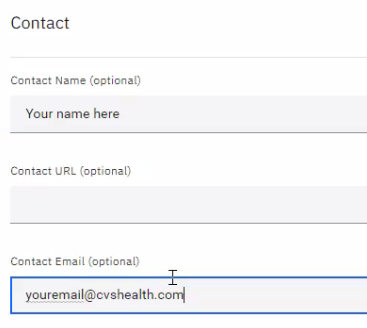 Contact
Contact Name (optional)
Your name here
Contact URL (optional)
Contact Email (optional)
youremail@cvshealth.com